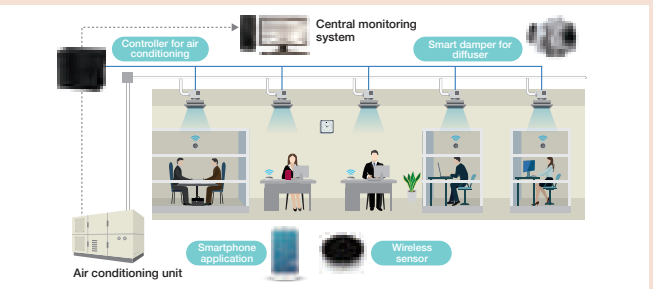 Central monitoring
system
Controller for air
conditioning
Smart damper for
diffuser
Smartphone
application
Wireless
sensor
Air conditioning unit